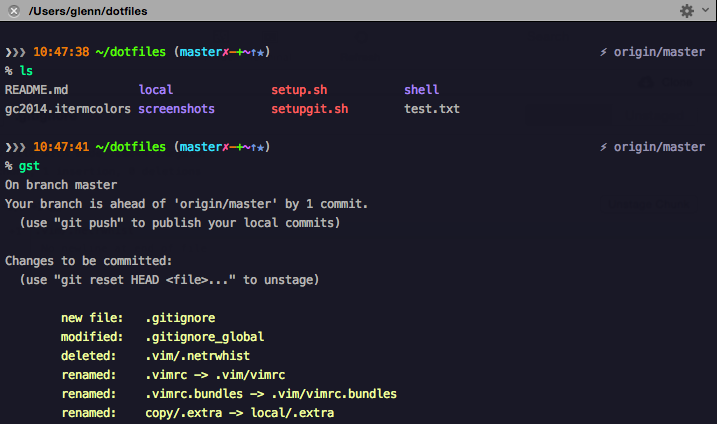 /Users/glenn/dotfiles
❯❯❯ 10:47:38 ~/dotfiles (master✗—+~↑★) ⚡ origin/master
% ls
README.md local setup.sh shell
gc2014.itermcolors screenshots setupgit.sh test.txt
❯❯❯ 10:47:41 ~/dotfiles (master✗—+~↑★) ⚡ origin/master
% gst
On branch master
Your branch is ahead of 'origin/master' by 1 commit.
(use "git push" to publish your local commits)
Changes to be committed:
(use "git reset HEAD <file>..." to unstage)
new file: .gitignore
modified: .gitignore_global
deleted: .vim/.netrwhist
renamed: .vimrc -> .vim/vimrc
renamed: .vimrc.bundles -> .vim/vimrc.bundles
renamed: copy/.extra -> local/.extra